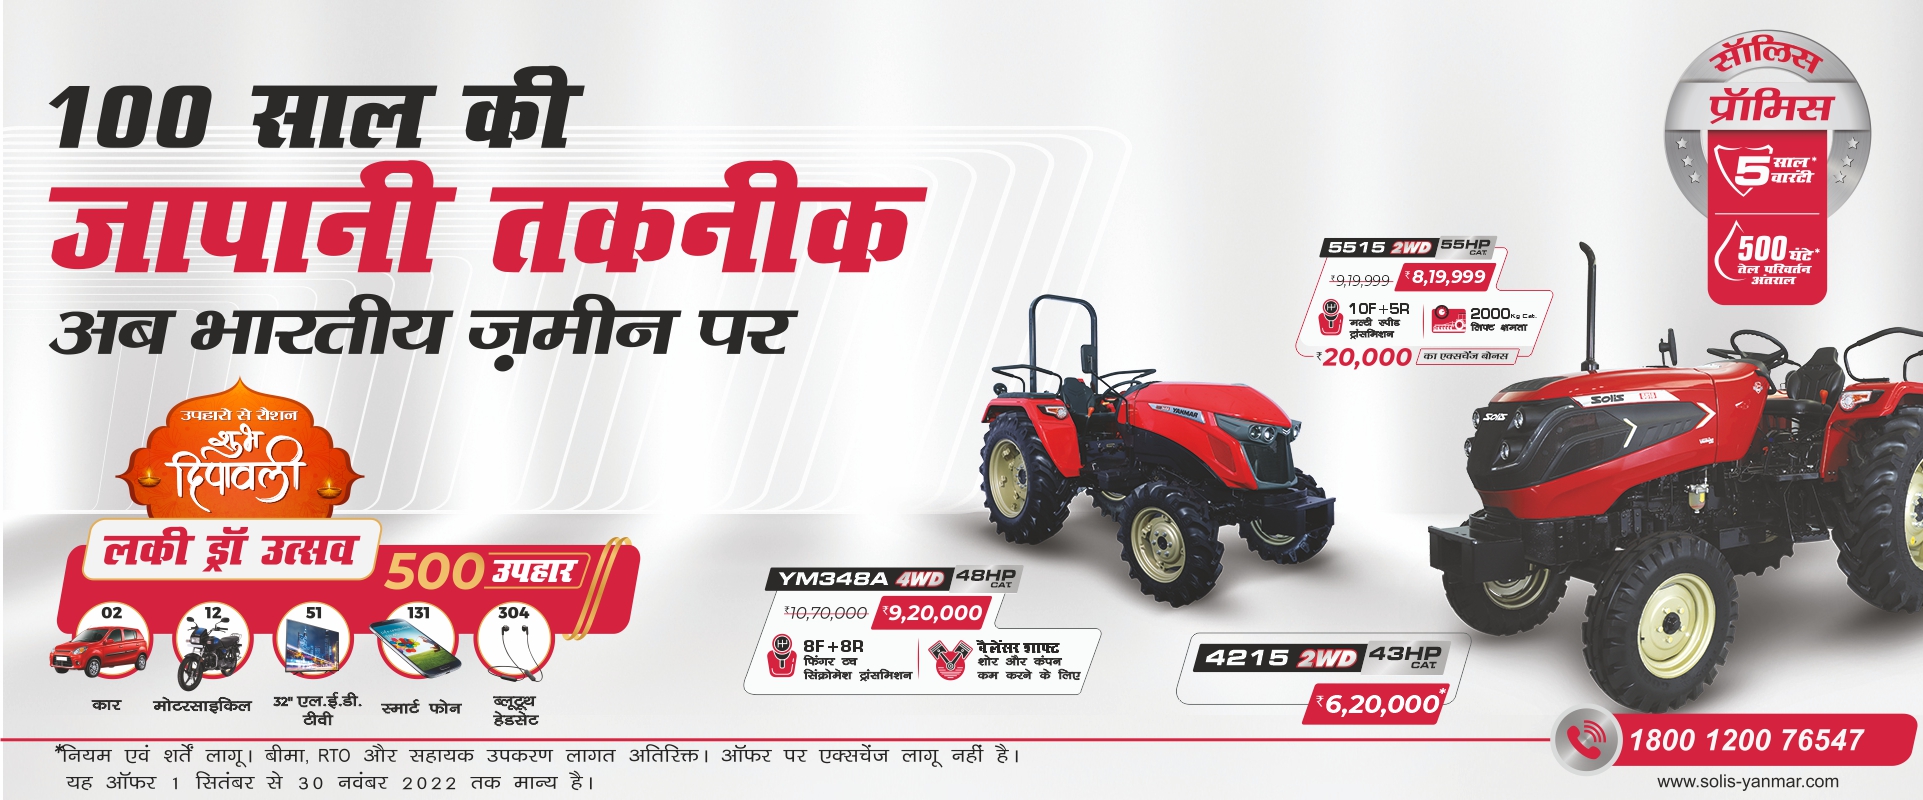 100 साल की
जापानी तकनीक
अब भारतीय ज़मीन पर
उपहारो से रौशन
शुभ
दिपावली
लकी ड्रॉ उत्सव
500 उपहार
02
12
51
131
304
कार
मोटरसाइकिल
32" एल.ई.डी.
टीवी
स्मार्ट फोन
ब्लूटूथ
हेडसेट
YM348A 4WD 48HP CAT.
₹10,70,000 ₹9,20,000
8F+8R
फिंगर टच
सिंक्रोमेश ट्रांसमिशन
बैलेंसर शाफ्ट
शोर और कंपन
कम करने के लिए
YANMAR
5515 2WD 55HP CAT.
₹9,19,999 ₹8,19,999
10F+5R
मल्टी स्पीड
ट्रांसमिशन
2000 Kg Cat.
लिफ्ट क्षमता
₹20,000 का एक्सचेंज बोनस
4215 2WD 43HP CAT.
₹6,20,000*
SOLIS
SOLIS
सॉलिस
प्रॉमिस
5 साल*
वारंटी
500 घंटे*
तेल परिवर्तन
अंतराल
*नियम एवं शर्तें लागू। बीमा, RTO और सहायक उपकरण लागत अतिरिक्त। ऑफर पर एक्सचेंज लागू नहीं है।
यह ऑफर 1 सितंबर से 30 नवंबर 2022 तक मान्य है।
1800 1200 76547
www.solis-yanmar.com